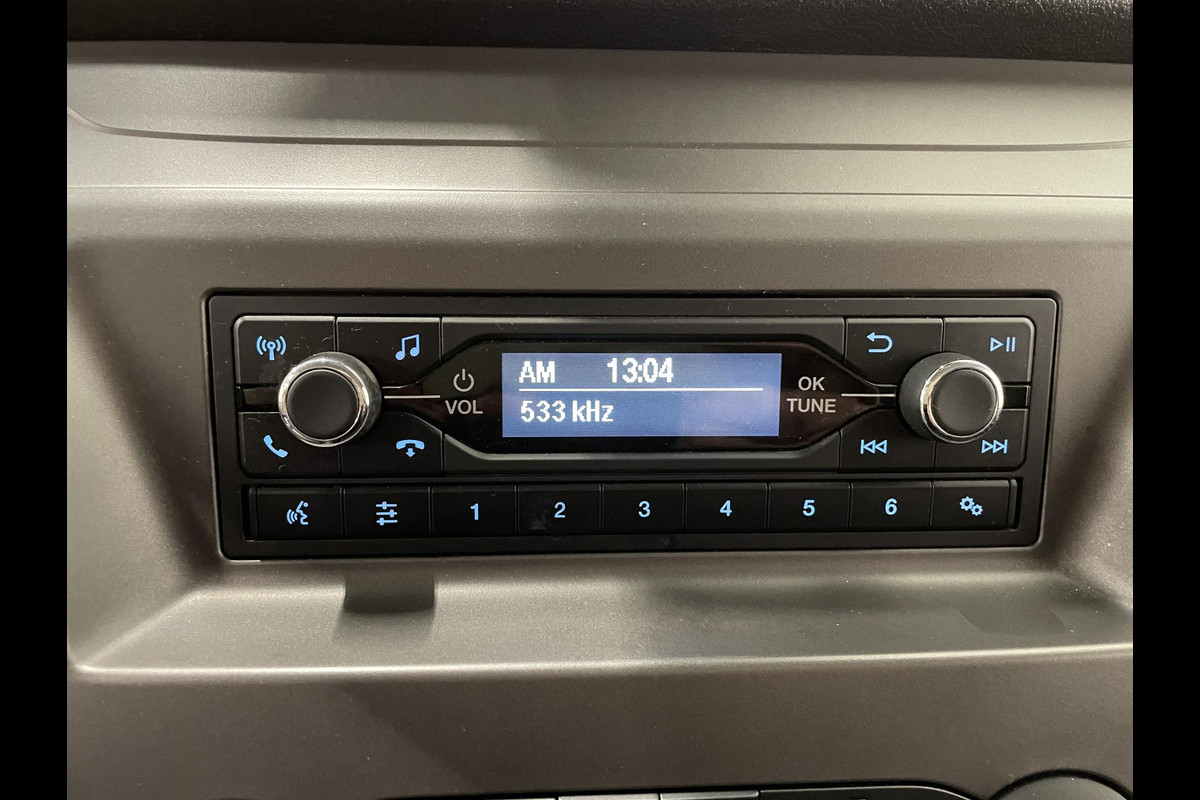 AM 13:04
533 kHz
VOL
OK
TUNE
1 2 3 4 5 6